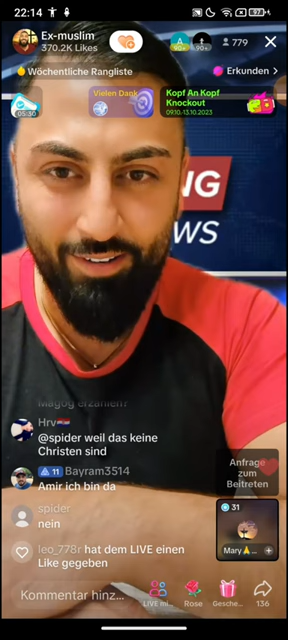 22:14
97
Ex-muslim
370.2K Likes
90+
90+
779
Wöchentliche Rangliste
Erkunden >
05:30
Vielen Dank
Kopf An Kopf
Knockout
09.10-13.10.2023
NG
WS
Magog erzählen?
Hrv
@spider weil das keine
Christen sind
11 Bayram3514
Amir ich bin da
spider
nein
leo_778r hat dem LIVE einen
Like gegeben
Anfrage
zum
Beitreten
31
Mary ...
Kommentar hinz...
LIVE mi...
Rose
Gesche...
136